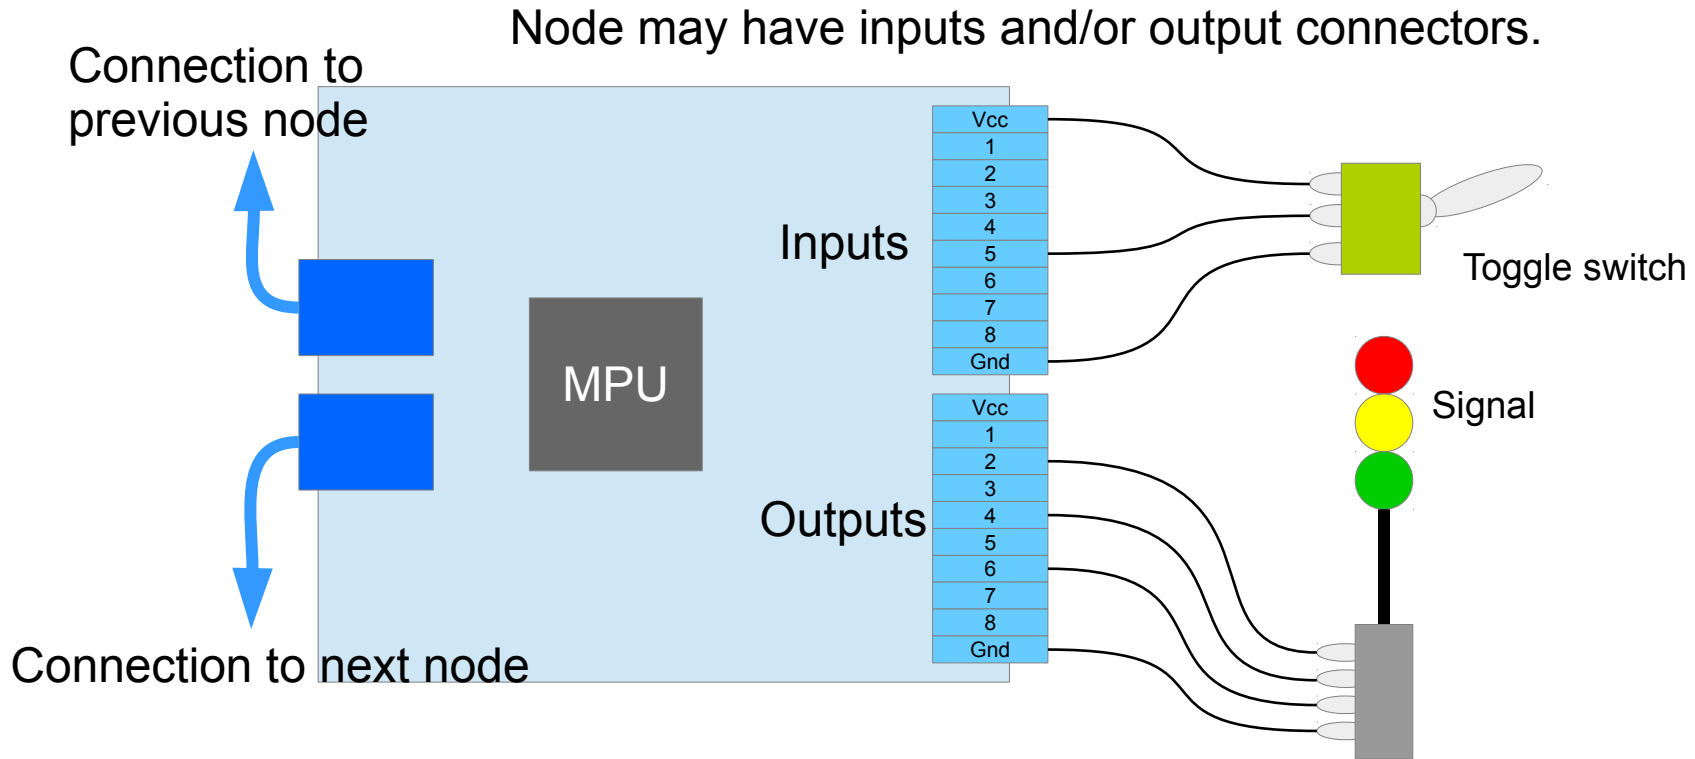 Node may have inputs and/or output connectors.
Connection to
previous node
Inputs
Vcc
1
2
3
4
5
6
7
8
Gnd
Toggle switch
MPU
Signal
Outputs
Vcc
1
2
3
4
5
6
7
8
Gnd
Connection to next node